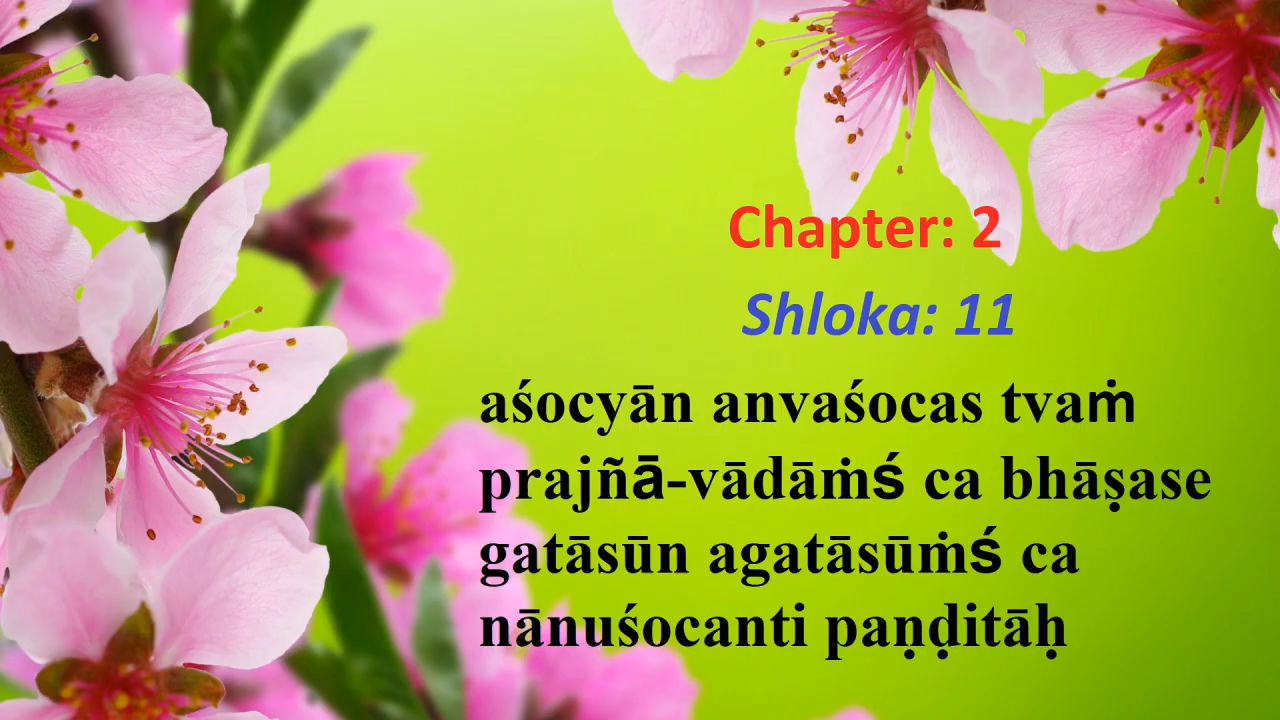 Chapter: 2
Shloka: 11
aśocyān anvaśocas tvaṁ
prajñā-vādāṁś ca bhāṣase
gatāsūn agatāsūṁś ca
nānuśocanti paṇḍitāḥ